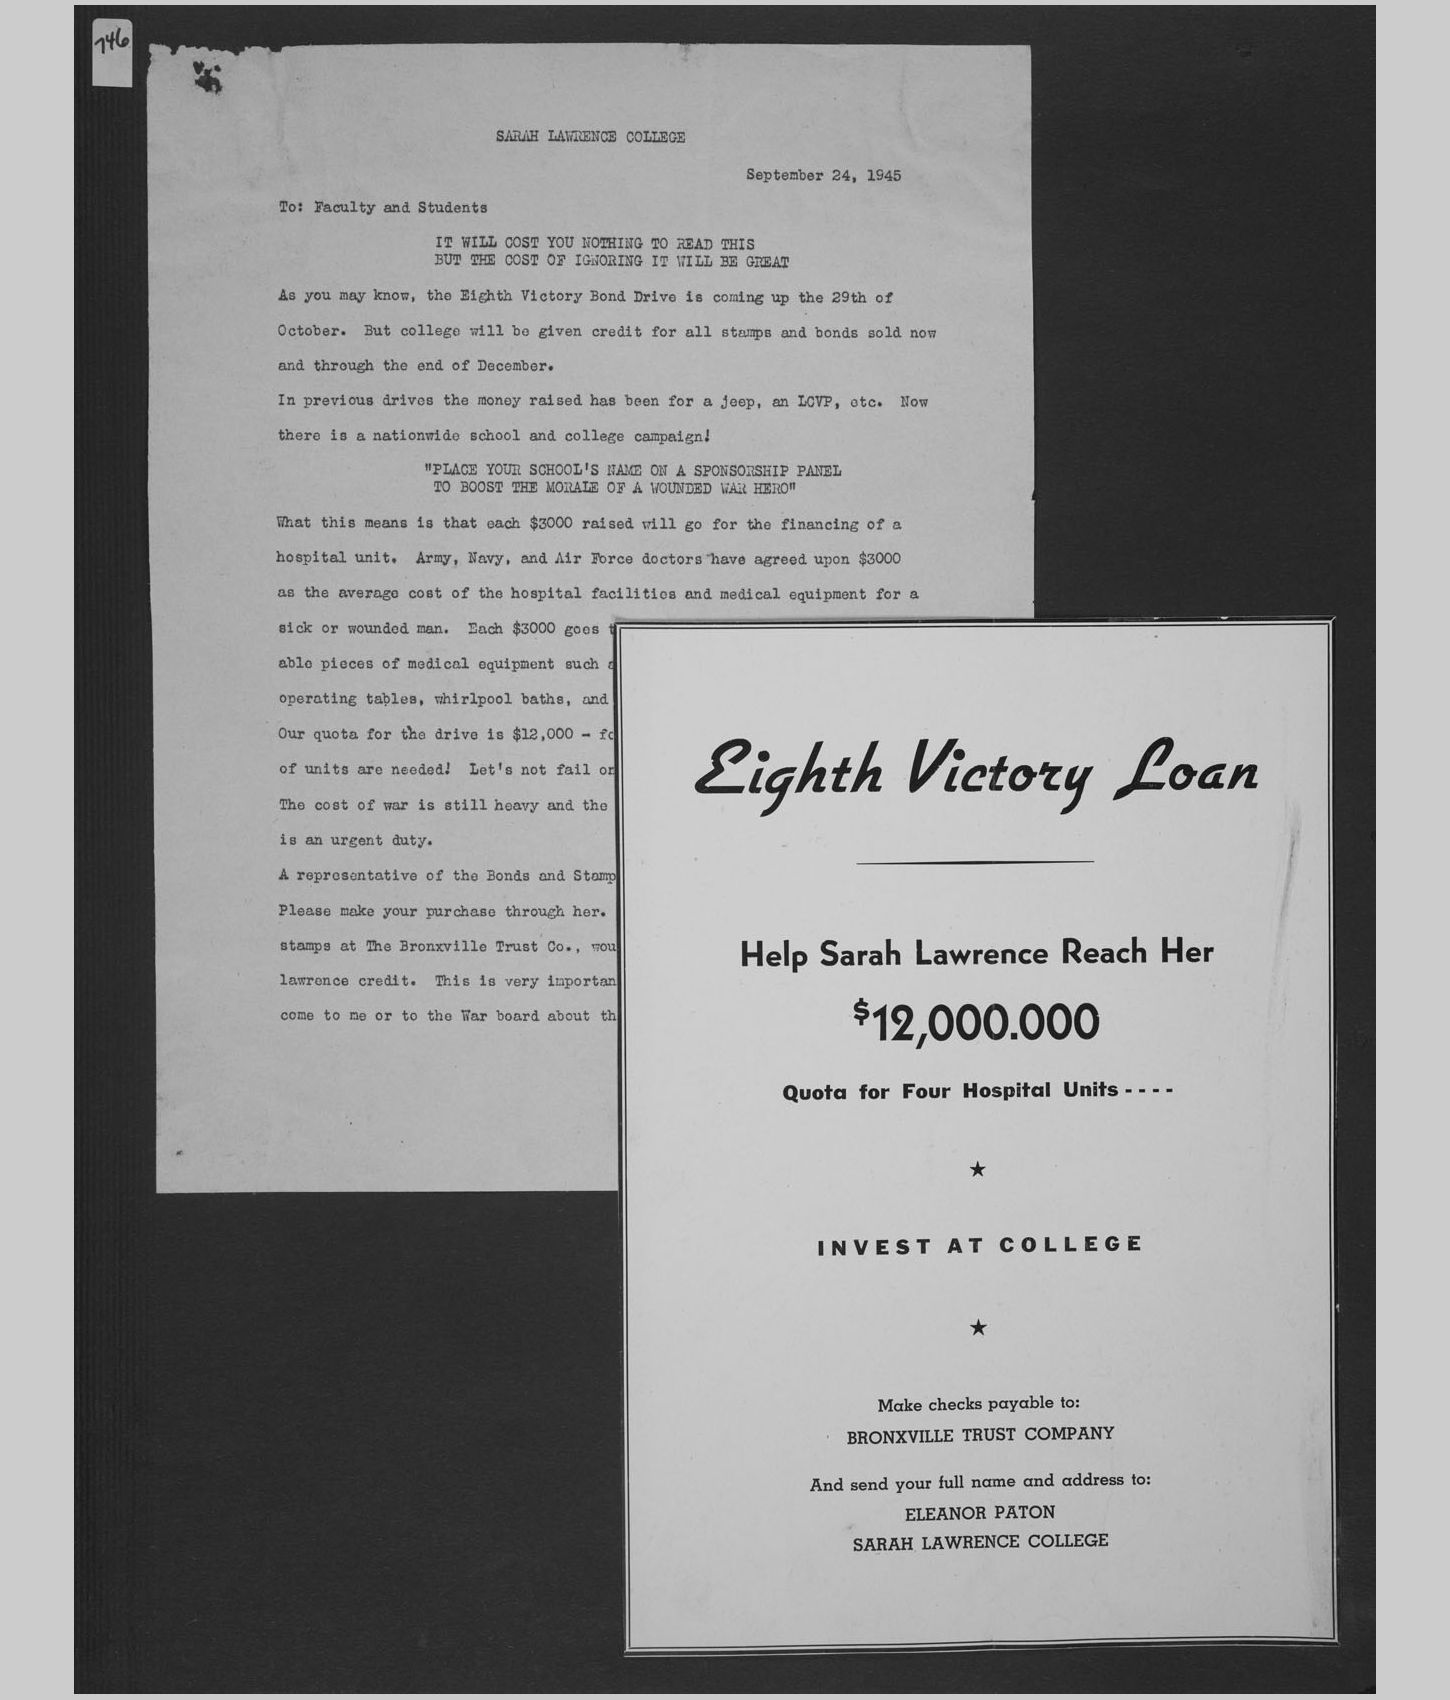 746
SARAH LAWRENCE COLLEGE
September 24, 1945
To: Faculty and Students
IT WILL COST YOU NOTHING TO READ THIS
BUT THE COST OF IGNORING IT WILL BE GREAT
As you may know, the Eighth Victory Bond Drive is coming up the 29th of
October. But college will be given credit for all stamps and bonds sold now
and through the end of December.
In previous drives the money raised has been for a jeep, an LCVP, etc. Now
there is a nationwide school and college campaign!
"PLACE YOUR SCHOOL'S NAME ON A SPONSORSHIP PANEL
TO BOOST THE MORALE OF A WOUNDED WAR HERO"
What this means is that each $3000 raised will go for the financing of a
hospital unit. Army, Navy, and Air Force doctors have agreed upon $3000
as the average cost of the hospital facilities and medical equipment for a
sick or wounded man. Each $3000 goes
able pieces of medical equipment such
operating tables, whirlpool baths, and
Our quota for the drive is $12,000 -
of units are needed! Let's not fail
The cost of war is still heavy and the
is an urgent duty.
A representative of the Bonds and Stamp
Please make your purchase through her.
stamps at The Bronxville Trust Co.,
lawrence credit. This is very
come to me or to the War board about
Eighth Victory Loan
Help Sarah Lawrence Reach Her
$12,000.000
Quota for Four Hospital Units - - - -
★
INVEST AT COLLEGE
★
Make checks payable to:
BRONXVILLE TRUST COMPANY
And send your full name and address to:
ELEANOR PATON
SARAH LAWRENCE COLLEGE